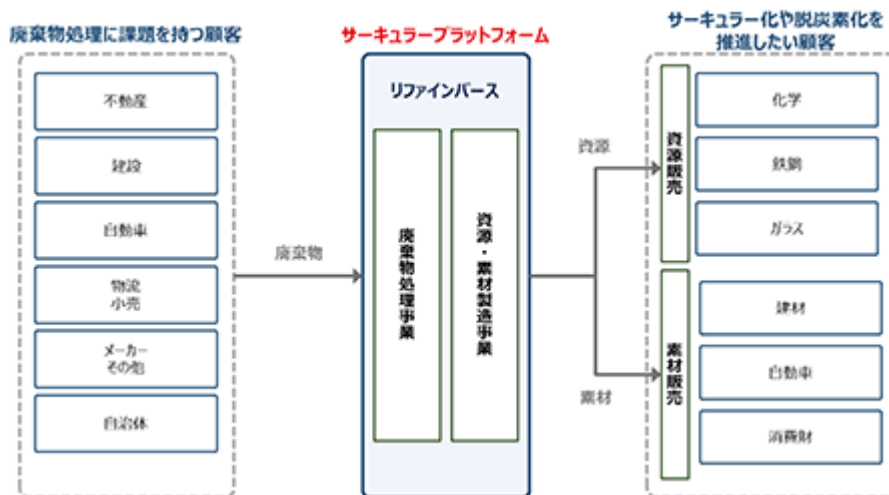 廃棄物処理に課題を持つ顧客
不動産
建設
自動車
物流
小売
メーカー
その他
自治体
廃棄物
サーキュラープラットフォーム
リファインバース
廃棄物処理事業
資源・素材製造事業
資源
素材
サーキュラー化や脱炭素化を
推進したい顧客
資源販売
化学
鉄鋼
ガラス
素材販売
建材
自動車
消費財